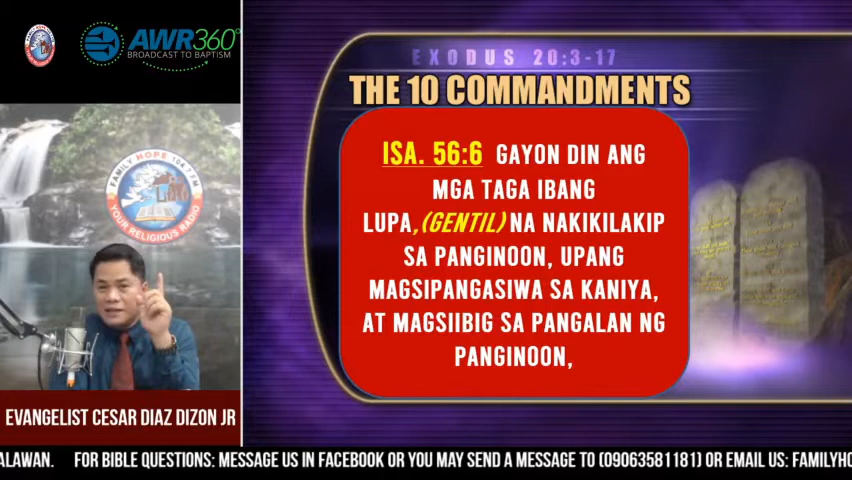 AWR360°
BROADCAST TO BAPTISM
FAMILY HOPE 104.7 FM
YOUR RELIGIOUS RADIO
EVANGELIST CESAR DIAZ DIZON JR
EXODUS 20:3-17
THE 10 COMMANDMENTS
ISA. 56:6 GAYON DIN ANG
MGA TAGA IBANG
LUPA,(GENTIL) NA NAKIKILAKIP
SA PANGINOON, UPANG
MAGSIPANGASIWA SA KANIYA,
AT MAGSIIBIG SA PANGALAN NG
PANGINOON,
ALAWAN. FOR BIBLE QUESTIONS: MESSAGE US IN FACEBOOK OR YOU MAY SEND A MESSAGE TO (09063581181) OR EMAIL US: FAMILYHO